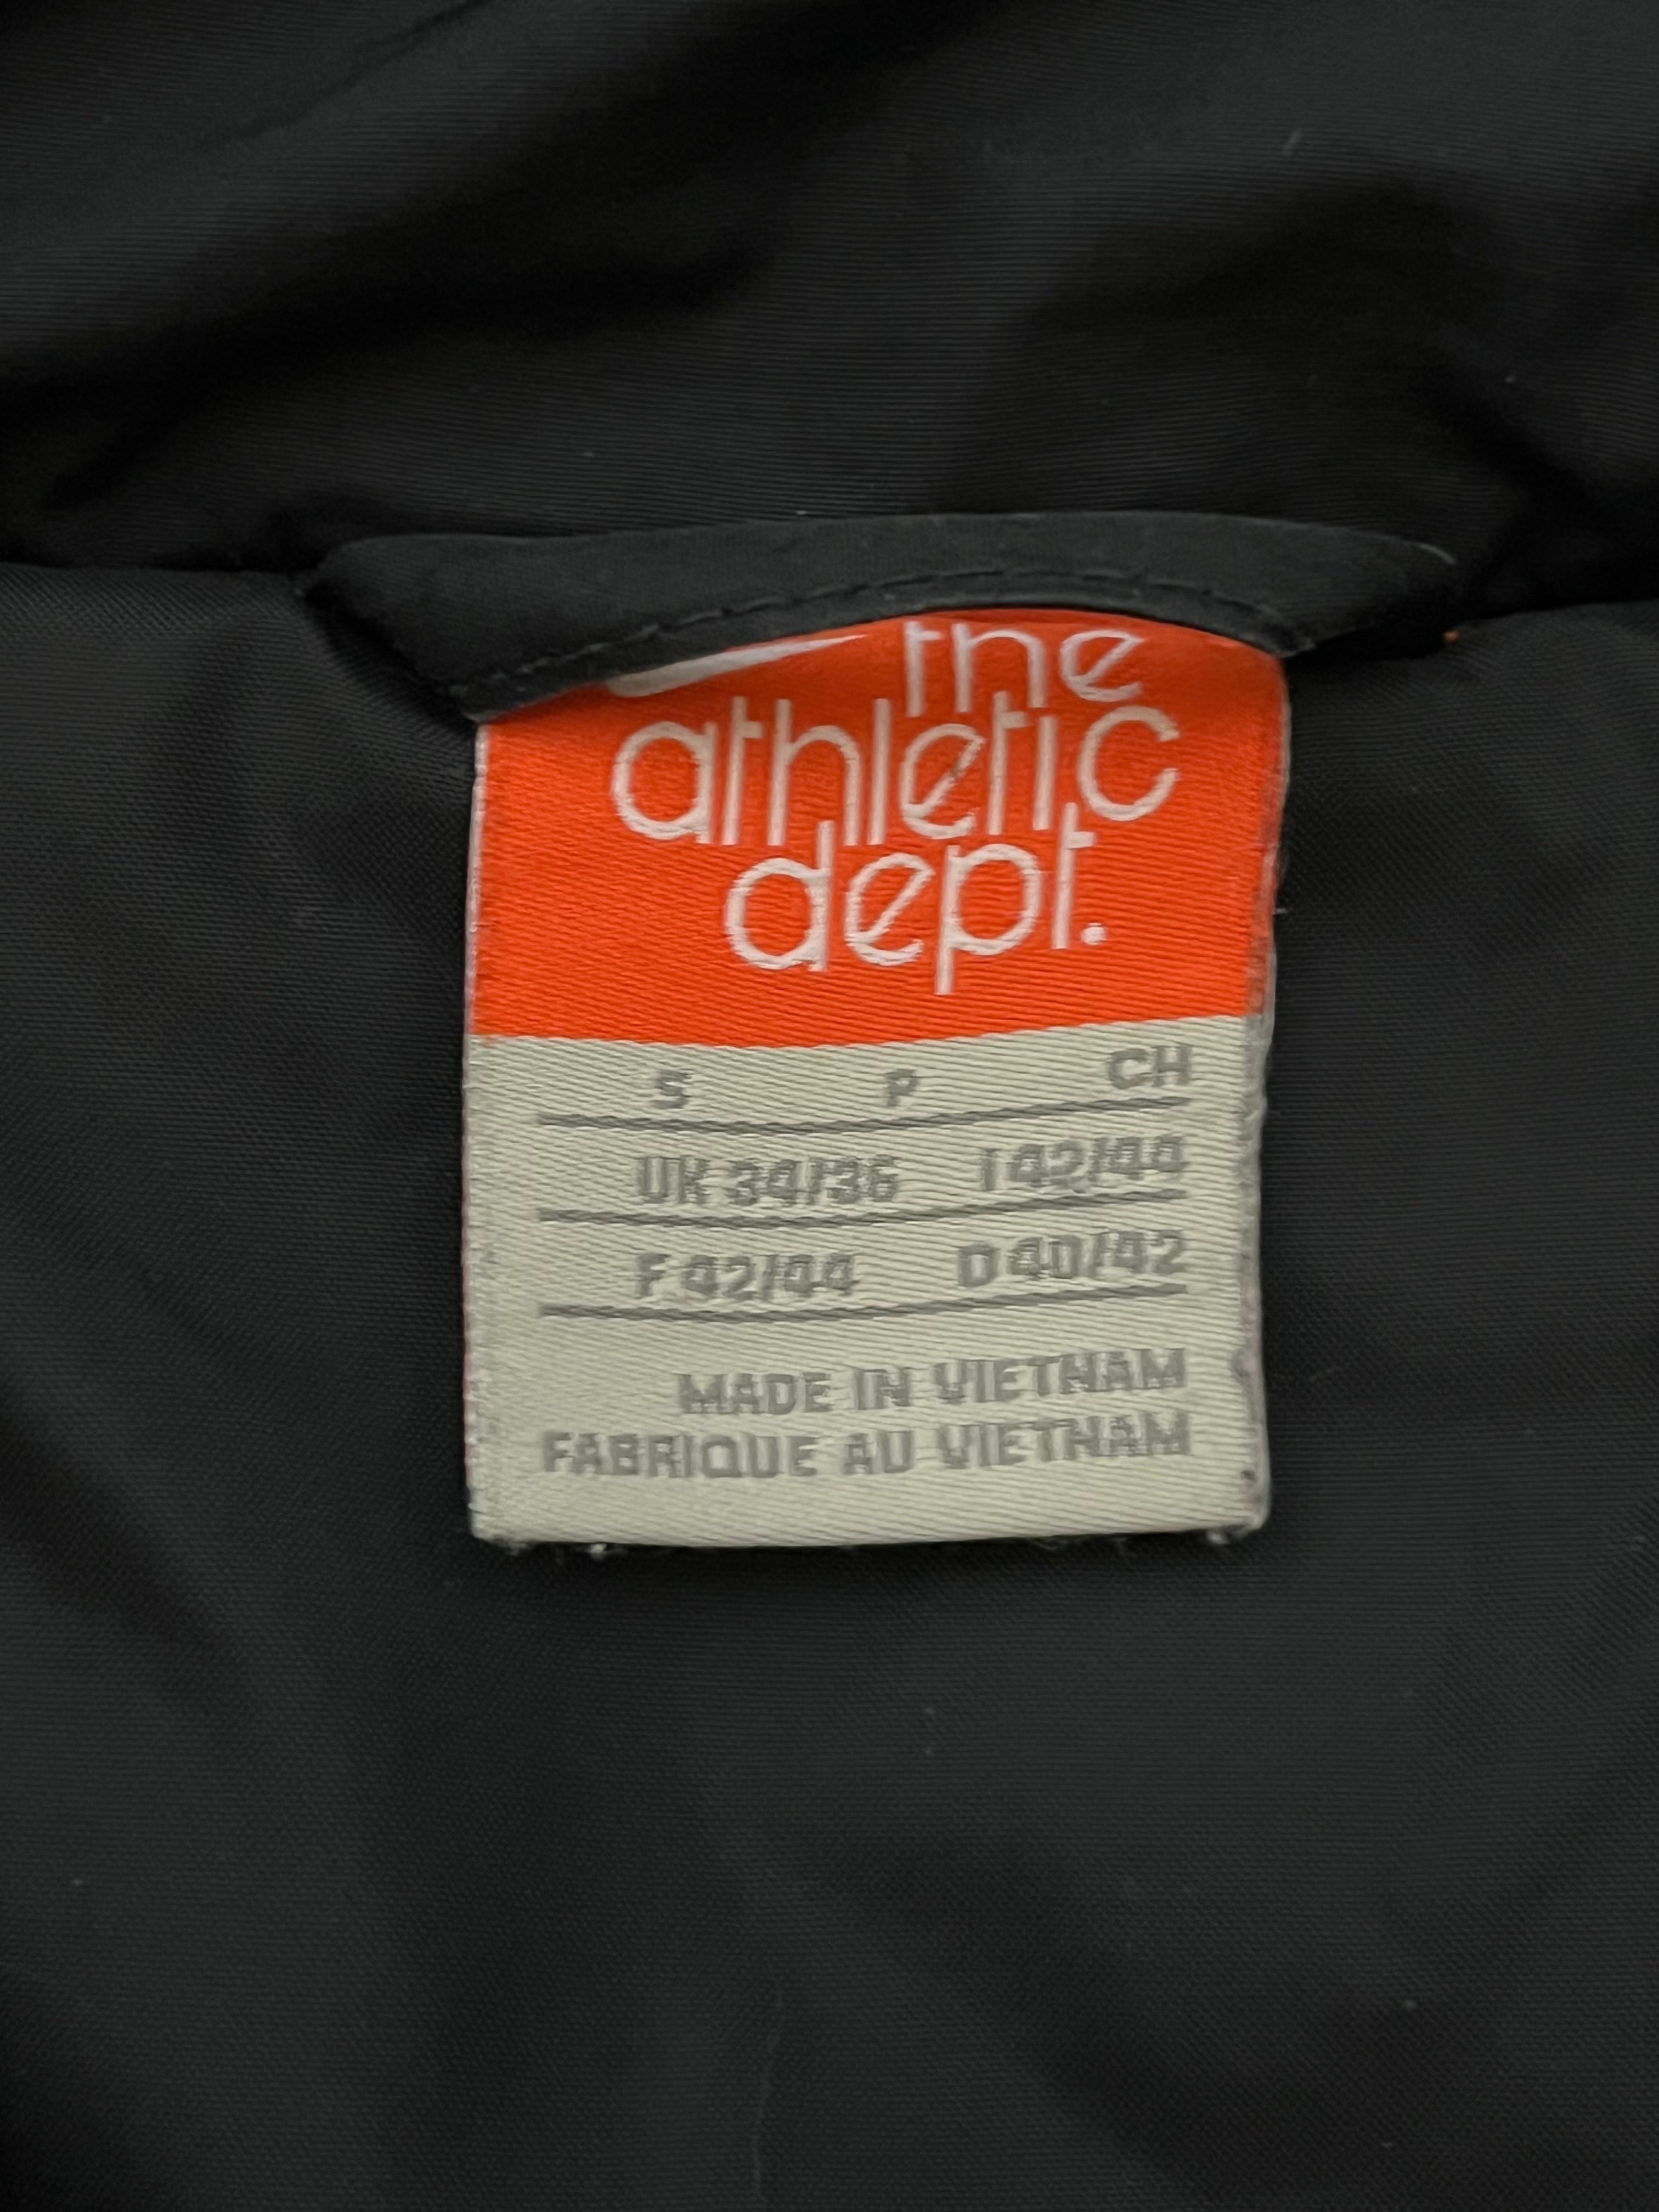 the
athletic
dept.
S P CH
UK 34/36 I 42/44
F 42/44 D 40/42
MADE IN VIETNAM
FABRIQUE AU VIETNAM